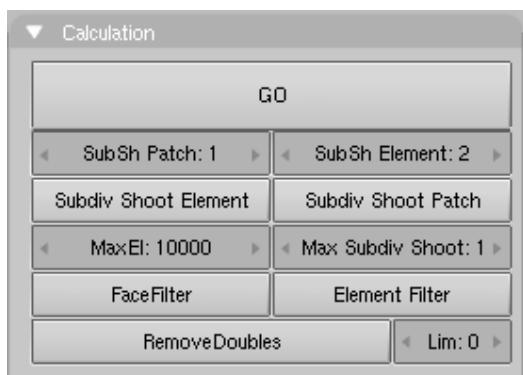 Calculation
GO
SubSh Patch: 1
SubSh Element: 2
Subdiv Shoot Element
Subdiv Shoot Patch
MaxEl: 10000
Max Subdiv Shoot: 1
FaceFilter
Element Filter
RemoveDoubles
Lim: 0